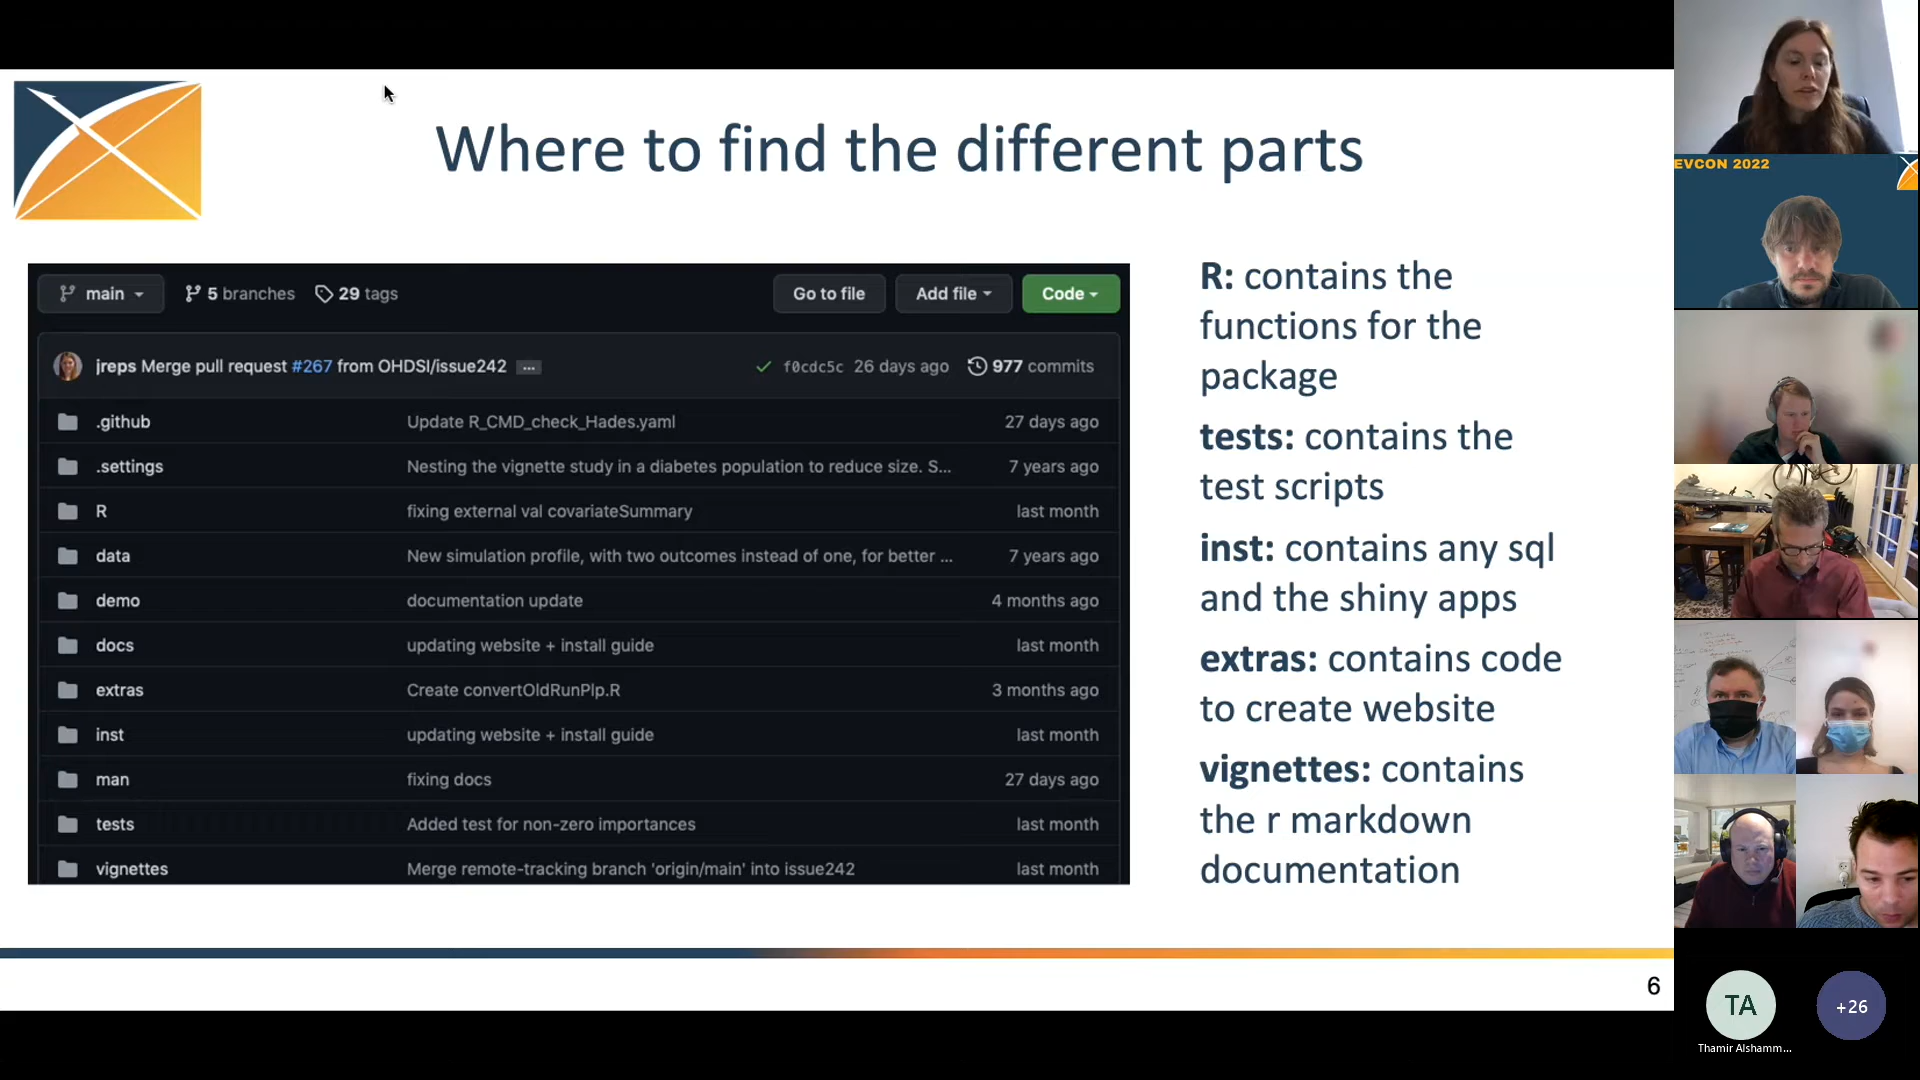 Where to find the different parts
main
5 branches
29 tags
Go to file
Add file
Code
jreps Merge pull request #267 from OHDSI/issue242 ...
f0cdc5c 26 days ago
977 commits
.github Update R_CMD_check_Hades.yaml 27 days ago
.settings Nesting the vignette study in a diabetes population to reduce size. S... 7 years ago
R fixing external val covariateSummary last month
data New simulation profile, with two outcomes instead of one, for better ... 7 years ago
demo documentation update 4 months ago
docs updating website + install guide last month
extras Create convertOldRunPlp.R 3 months ago
inst updating website + install guide last month
man fixing docs 27 days ago
tests Added test for non-zero importances last month
vignettes Merge remote-tracking branch 'origin/main' into issue242 last month
R: contains the
functions for the
package
tests: contains the
test scripts
inst: contains any sql
and the shiny apps
extras: contains code
to create website
vignettes: contains
the r markdown
documentation
6
EVCON 2022
TA
Thamir Alshamm...
+26